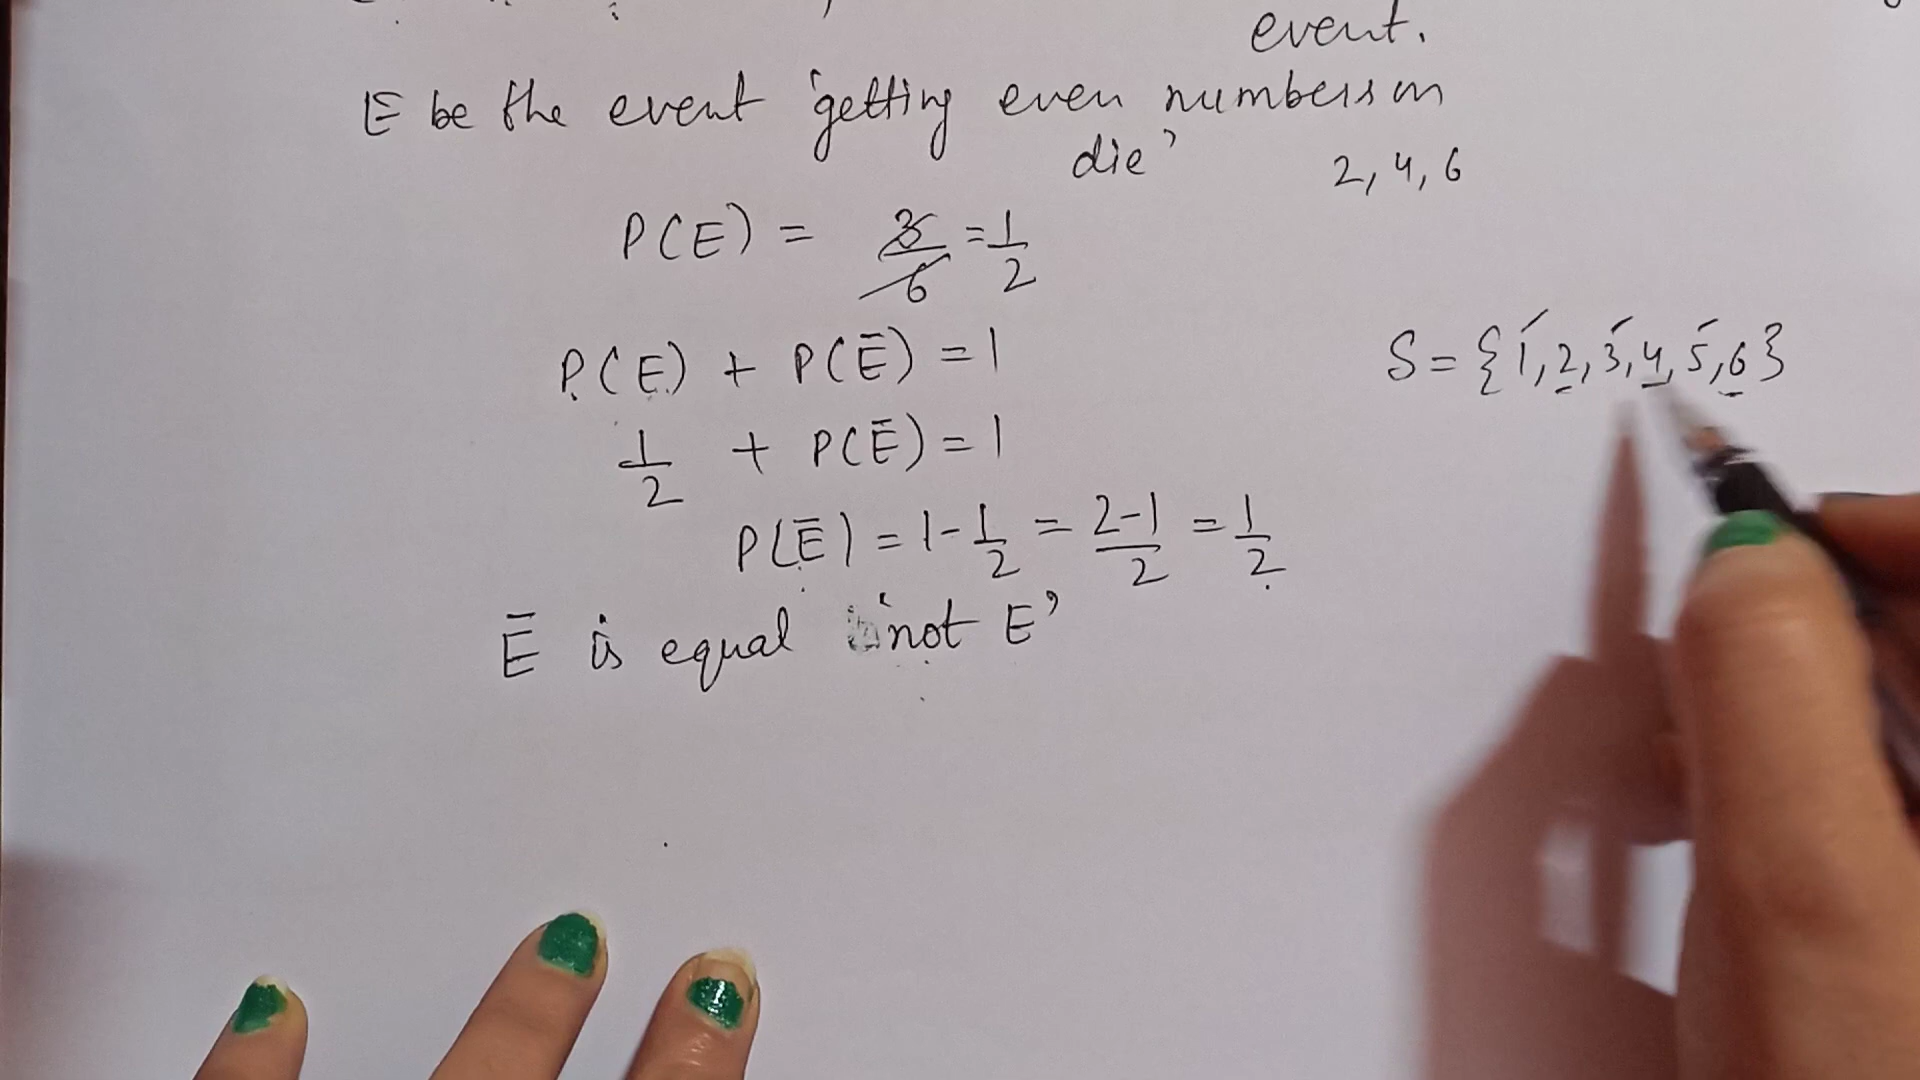 event.
E be the event 'getting even numbers on
die'
2, 4, 6
P(E) = 3/6 = 1/2
P(E) + P(Ē) = 1
S = {1, 2, 3, 4, 5, 6}
1/2 + P(Ē) = 1
P(Ē) = 1 - 1/2 = 2-1/2 = 1/2
Ē is equal 'not E'